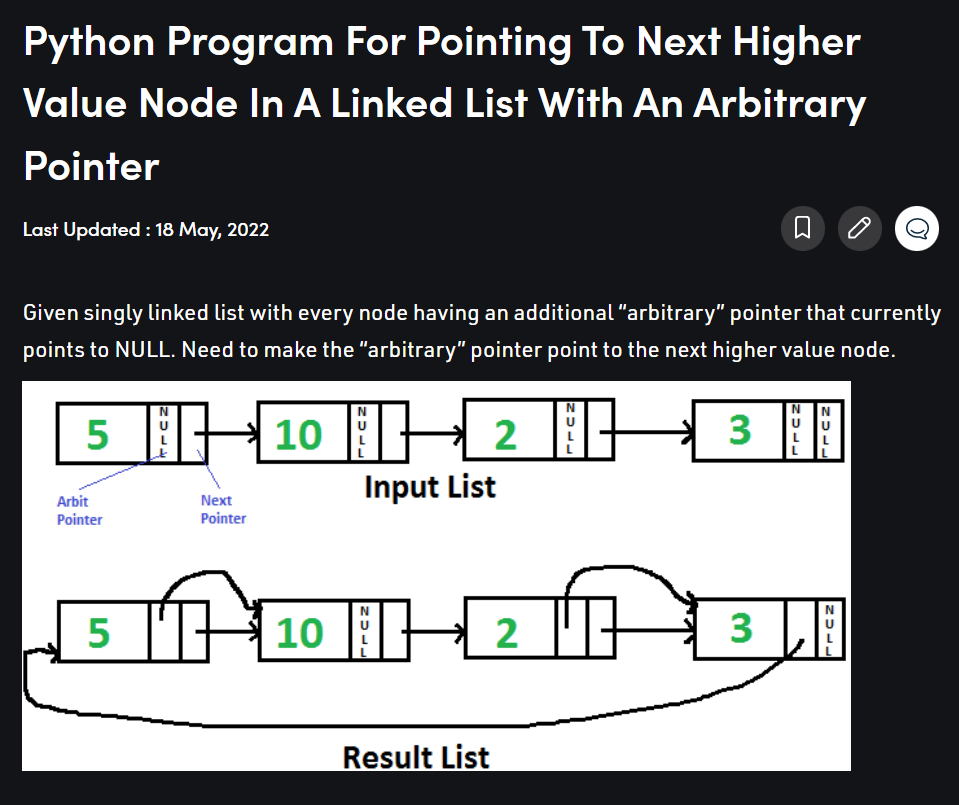 Python Program For Pointing To Next Higher
Value Node In A Linked List With An Arbitrary
Pointer
Last Updated : 18 May, 2022
Given singly linked list with every node having an additional “arbitrary” pointer that currently
points to NULL. Need to make the “arbitrary” pointer point to the next higher value node.
5 NULL 10 NULL 2 NULL 3 NULL NULL
Arbit Next
Pointer Pointer
Input List
5 10 NULL 2 3 NULL
Result List